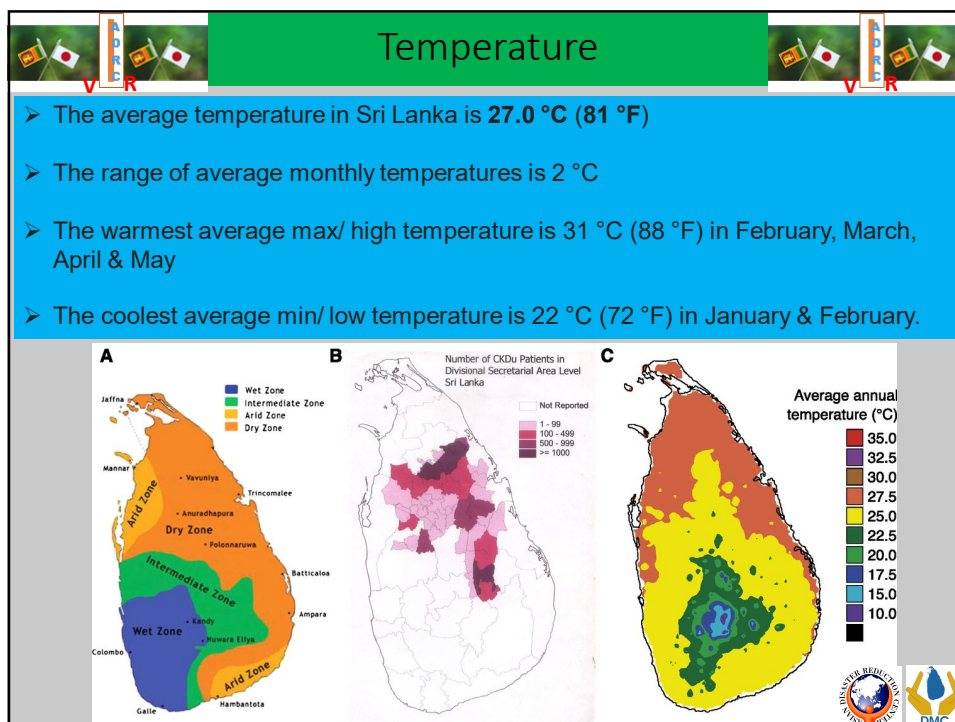 ADRC
V R
Temperature
ADRC
V R
➢ The average temperature in Sri Lanka is 27.0 °C (81 °F)
➢ The range of average monthly temperatures is 2 °C
➢ The warmest average max/ high temperature is 31 °C (88 °F) in February, March,
April & May
➢ The coolest average min/ low temperature is 22 °C (72 °F) in January & February.
A
Wet Zone
Intermediate Zone
Arid Zone
Dry Zone
Jaffna
Mannar
Vavuniya
Trincomalee
Arid Zone
Anuradhapura
Dry Zone
Polonnaruwa
Batticaloa
Intermediate Zone
Ampara
Kandy
Wet Zone
Nuwara Eliya
Colombo
Arid Zone
Hambantota
Galle
B
Number of CKDu Patients in
Divisional Secretarial Area Level
Sri Lanka
Not Reported
1 - 99
100 - 499
500 - 999
>= 1000
C
Average annual
temperature (°C)
35.0
32.5
30.0
27.5
25.0
22.5
20.0
17.5
15.0
10.0
ASIAN DISASTER REDUCTION CENTER
DMC